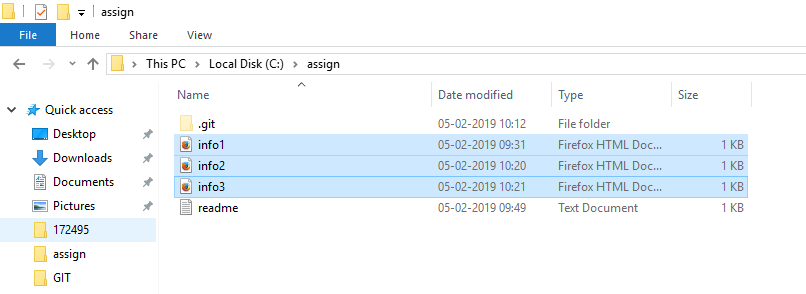 assign
File Home Share View
This PC Local Disk (C:) assign
Name Date modified Type Size
Quick access
.git 05-02-2019 10:12 File folder
Desktop
info1 05-02-2019 09:31 Firefox HTML Doc... 1 KB
Downloads
info2 05-02-2019 10:20 Firefox HTML Doc... 1 KB
Documents
info3 05-02-2019 10:21 Firefox HTML Doc... 1 KB
Pictures
readme 05-02-2019 09:49 Text Document 1 KB
172495
assign
GIT